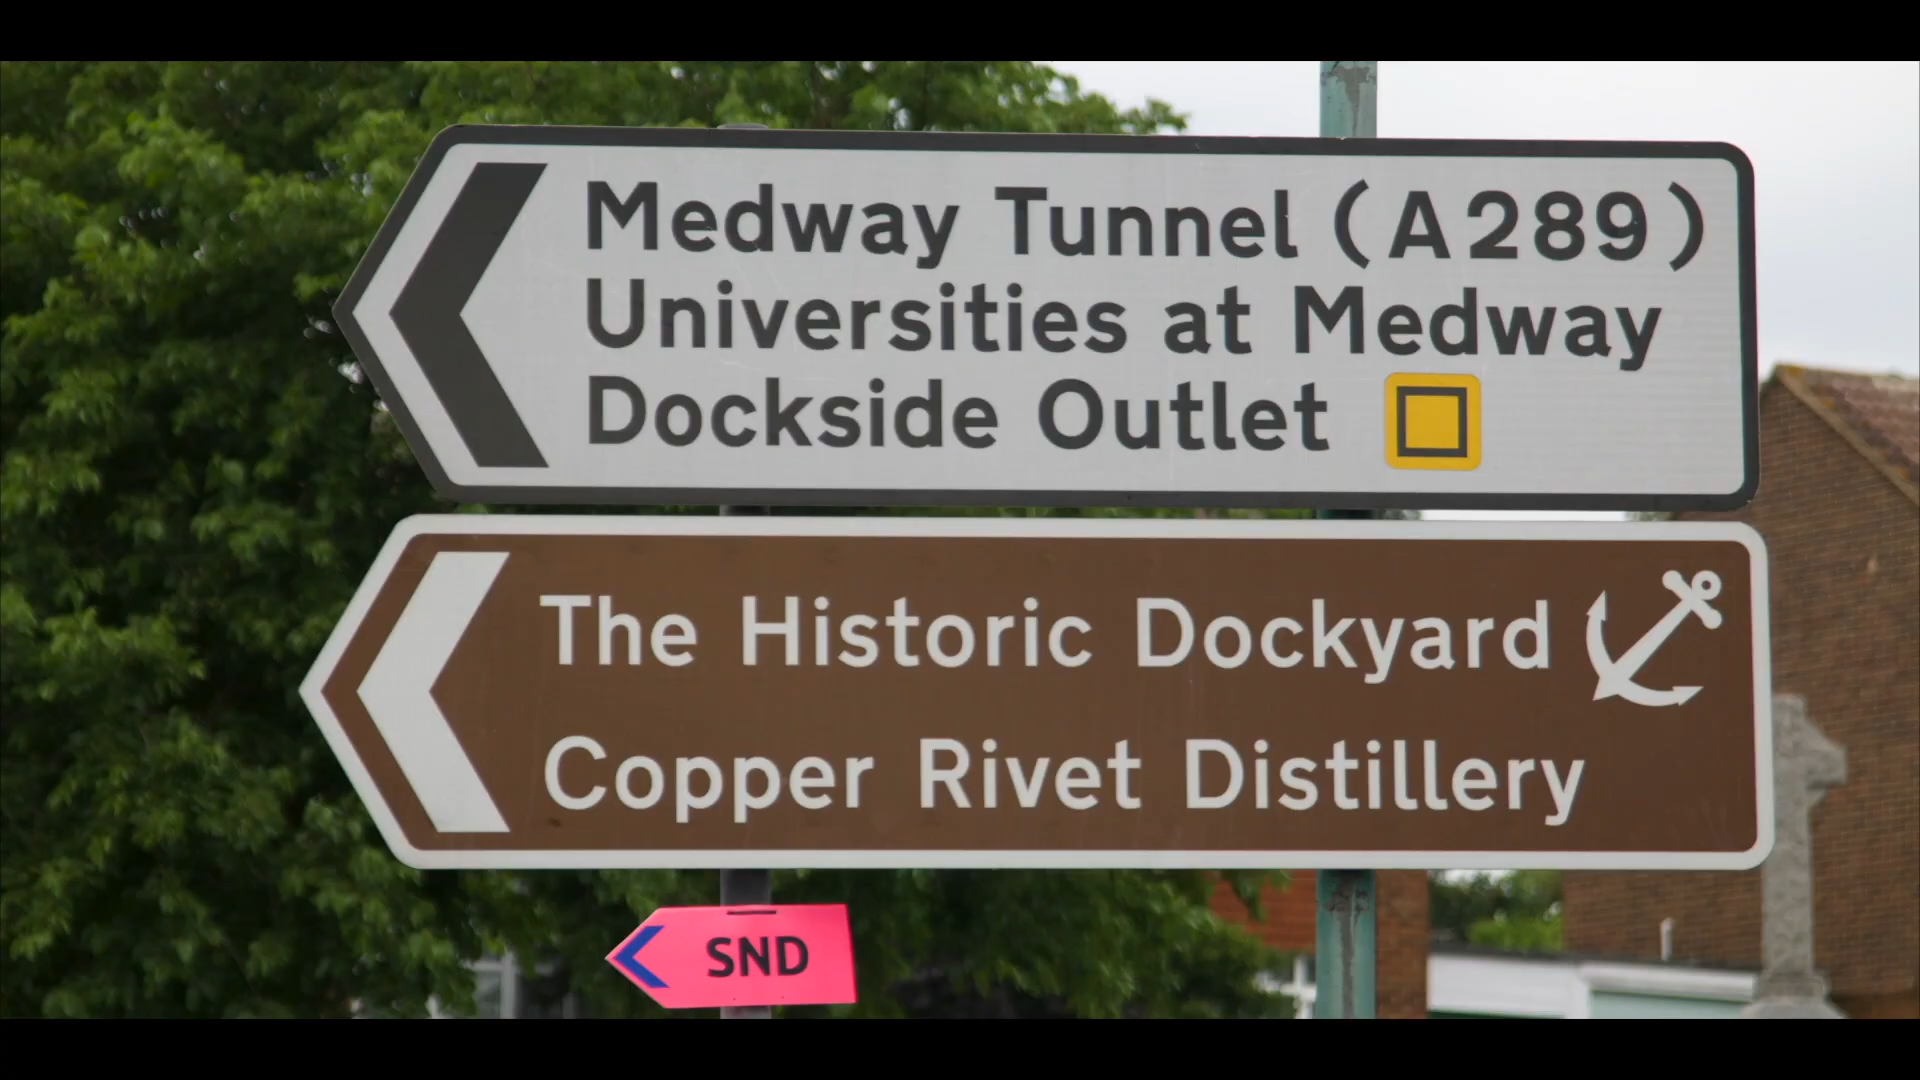 Medway Tunnel (A289)
Universities at Medway
Dockside Outlet
The Historic Dockyard
Copper Rivet Distillery
SND